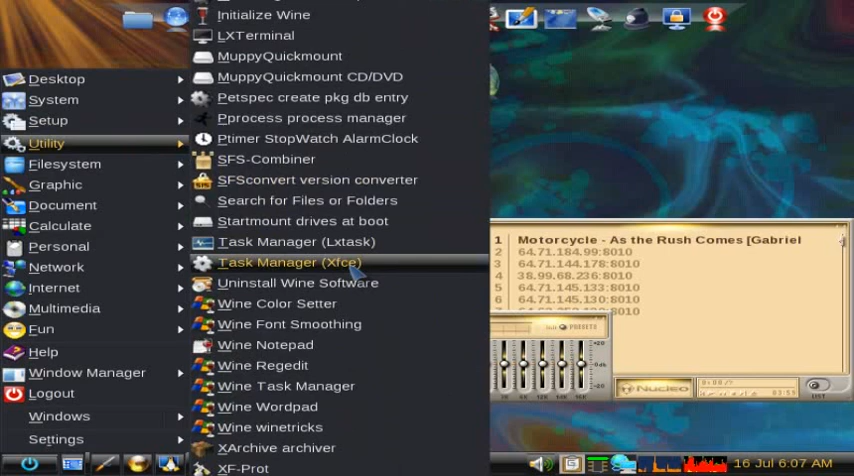 Initialize Wine
LXTerminal
MuppyQuickmount
MuppyQuickmount CD/DVD
Petspec create pkg db entry
Pprocess process manager
Ptimer StopWatch AlarmClock
SFS-Combiner
SFSconvert version converter
Search for Files or Folders
Startmount drives at boot
Task Manager (Lxtask)
Task Manager (Xfce)
Uninstall Wine Software
Wine Color Setter
Wine Font Smoothing
Wine Notepad
Wine Regedit
Wine Task Manager
Wine Wordpad
Wine winetricks
XArchive archiver
XF-Prot
Desktop
System
Setup
Utility
Filesystem
Graphic
Document
Calculate
Personal
Network
Internet
Multimedia
Fun
Help
Window Manager
Logout
Windows
Settings
1 Motorcycle - As the Rush Comes [Gabriel
2 64.71.184.99:8010
3 64.71.144.178:8010
4 38.99.68.236:8010
5 64.71.145.133:8010
6 64.71.145.130:8010
PRESETS
+20
0db
-20
Nucleo
LIST
16 Jul 6:07 AM